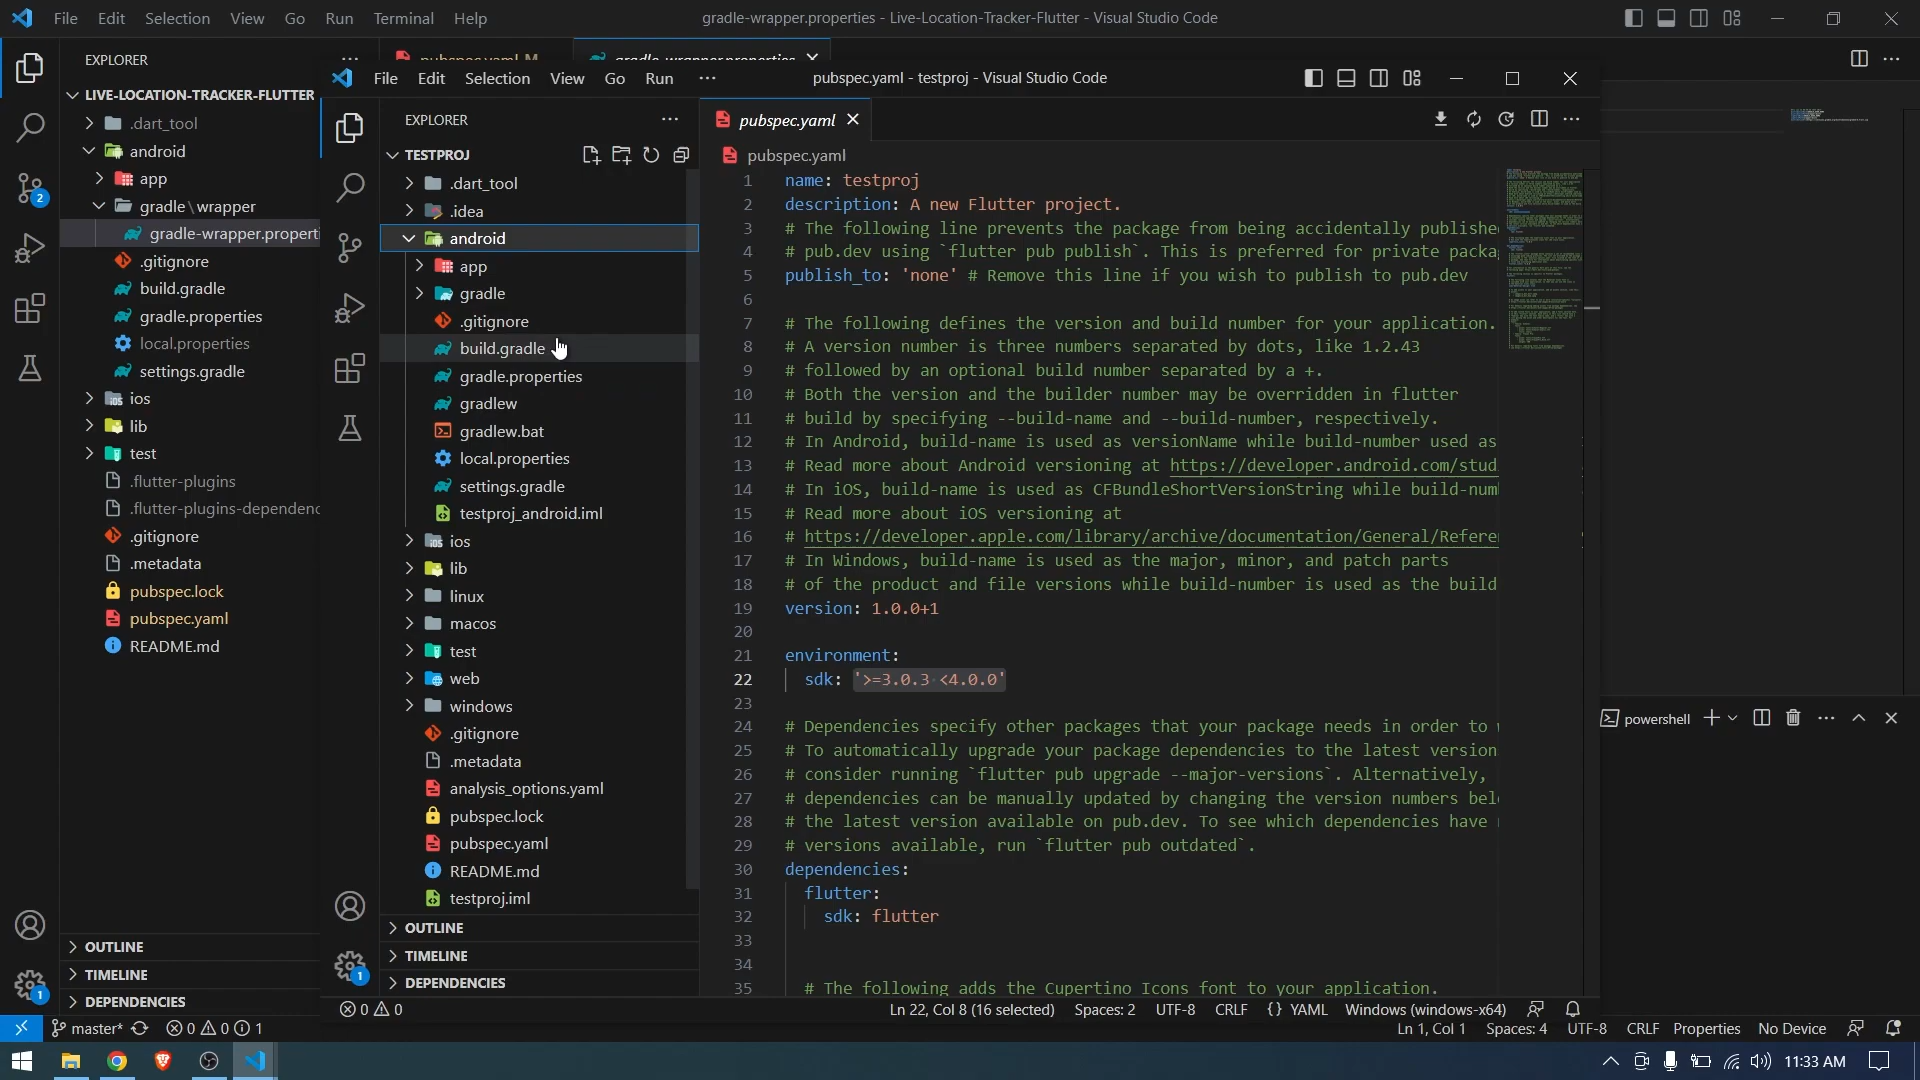 File Edit Selection View Go Run Terminal Help
gradle-wrapper.properties - Live-Location-Tracker-Flutter - Visual Studio Code
EXPLORER
LIVE-LOCATION-TRACKER-FLUTTER
.dart_tool
android
app
gradle\wrapper
gradle-wrapper.properti
.gitignore
build.gradle
gradle.properties
local.properties
settings.gradle
ios
lib
test
.flutter-plugins
.flutter-plugins-dependenc
.gitignore
.metadata
pubspec.lock
pubspec.yaml
README.md
OUTLINE
TIMELINE
DEPENDENCIES
2
1
pubspec.yaml M
gradle-wrapper.properties
File Edit Selection View Go Run
pubspec.yaml - testproj - Visual Studio Code
EXPLORER
TESTPROJ
.dart_tool
.idea
android
app
gradle
.gitignore
build.gradle
gradle.properties
gradlew
gradlew.bat
local.properties
settings.gradle
testproj_android.iml
ios
lib
linux
macos
test
web
windows
.gitignore
.metadata
analysis_options.yaml
pubspec.lock
pubspec.yaml
README.md
testproj.iml
OUTLINE
TIMELINE
DEPENDENCIES
1
pubspec.yaml
pubspec.yaml
1 name: testproj
2 description: A new Flutter project.
3 # The following line prevents the package from being accidentally publishe
4 # pub.dev using `flutter pub publish`. This is preferred for private packa
5 publish_to: 'none' # Remove this line if you wish to publish to pub.dev
6
7 # The following defines the version and build number for your application.
8 # A version number is three numbers separated by dots, like 1.2.43
9 # followed by an optional build number separated by a +.
10 # Both the version and the builder number may be overridden in flutter
11 # build by specifying --build-name and --build-number, respectively.
12 # In Android, build-name is used as versionName while build-number used as
13 # Read more about Android versioning at https://developer.android.com/stud
14 # In iOS, build-name is used as CFBundleShortVersionString while build-num
15 # Read more about iOS versioning at
16 # https://developer.apple.com/library/archive/documentation/General/Refere
17 # In Windows, build-name is used as the major, minor, and patch parts
18 # of the product and file versions while build-number is used as the build
19 version: 1.0.0+1
20
21 environment:
22 sdk: '>=3.0.3 <4.0.0'
23
24 # Dependencies specify other packages that your package needs in order to
25 # To automatically upgrade your package dependencies to the latest version
26 # consider running `flutter pub upgrade --major-versions`. Alternatively,
27 # dependencies can be manually updated by changing the version numbers bel
28 # the latest version available on pub.dev. To see which dependencies have
29 # versions available, run `flutter pub outdated`.
30 dependencies:
31 flutter:
32 sdk: flutter
33
34
35 # The following adds the Cupertino Icons font to your application.
0 0
Ln 22, Col 8 (16 selected) Spaces: 2 UTF-8 CRLF {} YAML Windows (windows-x64)
powershell
master* 0 0 1
Ln 1, Col 1 Spaces: 4 UTF-8 CRLF Properties No Device
11:33 AM